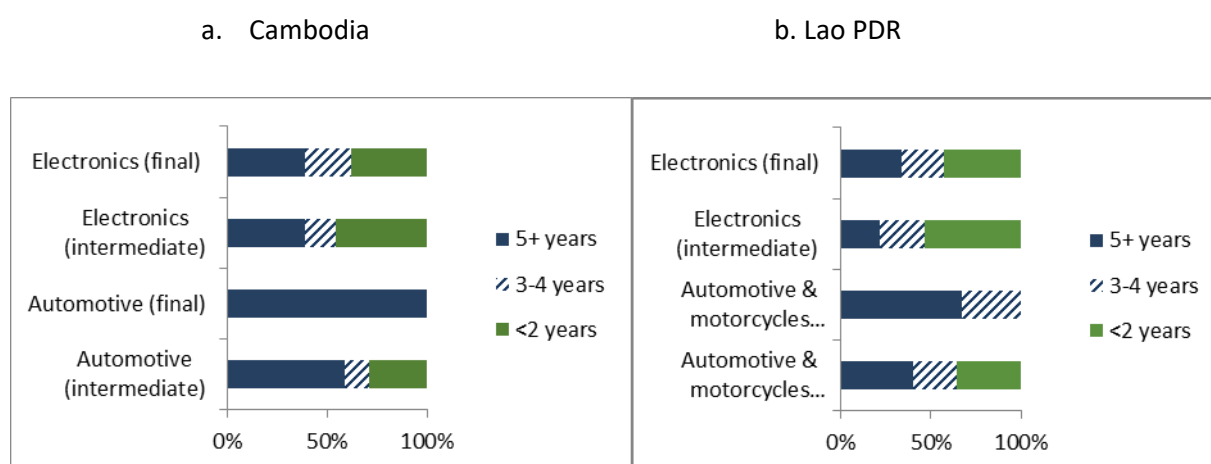 a. Cambodia
b. Lao PDR
Electronics (final)
Electronics
(intermediate)
Automotive (final)
Automotive
(intermediate)
0%
50%
100%
5+ years
3-4 years
<2 years
Electronics (final)
Electronics
(intermediate)
Automotive &
motorcycles...
Automotive &
motorcycles...
0%
50%
100%
5+ years
3-4 years
<2 years